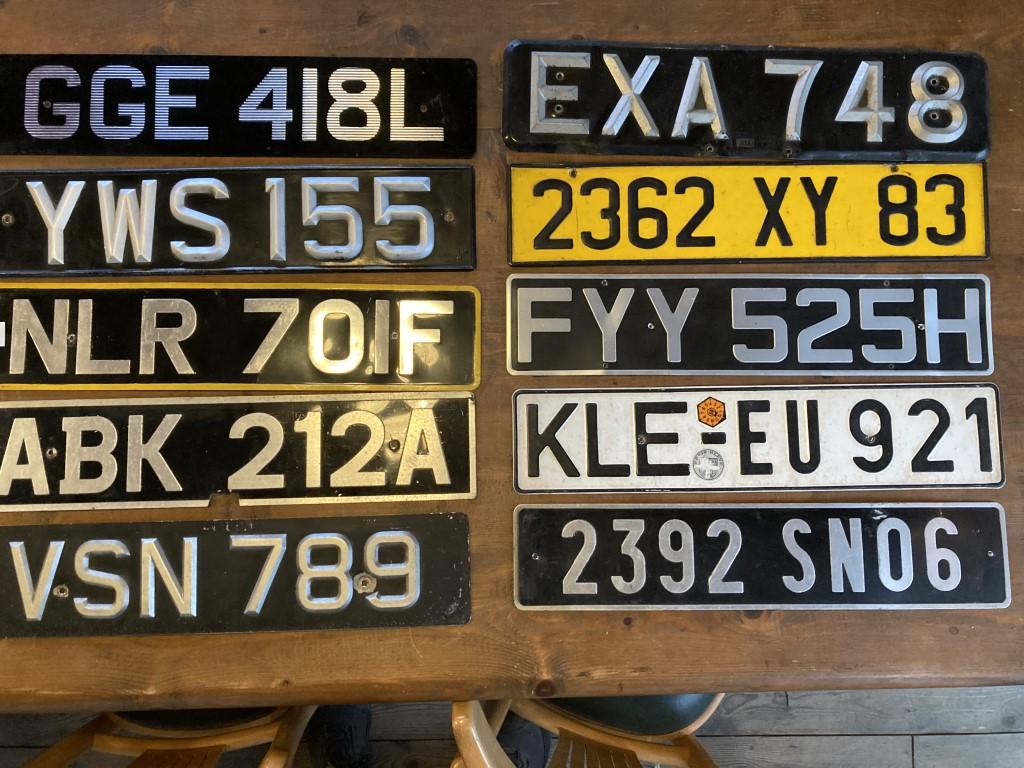 GGE 418L
YWS 155
NLR 701F
ABK 212A
VSN 789
EXA 748
2362 XY 83
FYY 525H
KLE-EU 921
2392 SN06